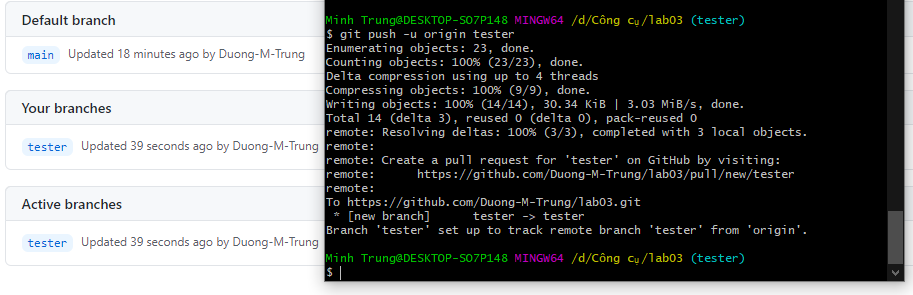 Default branch
main Updated 18 minutes ago by Duong-M-Trung
Your branches
tester Updated 39 seconds ago by Duong-M-Trung
Active branches
tester Updated 39 seconds ago by Duong-M-Trung
Minh Trung@DESKTOP-SO7P148 MINGW64 /d/Công cụ/lab03 (tester)
$ git push -u origin tester
Enumerating objects: 23, done.
Counting objects: 100% (23/23), done.
Delta compression using up to 4 threads
Compressing objects: 100% (9/9), done.
Writing objects: 100% (14/14), 30.34 KiB | 3.03 MiB/s, done.
Total 14 (delta 3), reused 0 (delta 0), pack-reused 0
remote: Resolving deltas: 100% (3/3), completed with 3 local objects.
remote:
remote: Create a pull request for 'tester' on GitHub by visiting:
remote:      https://github.com/Duong-M-Trung/lab03/pull/new/tester
remote:
To https://github.com/Duong-M-Trung/lab03.git
 * [new branch]      tester -> tester
Branch 'tester' set up to track remote branch 'tester' from 'origin'.
Minh Trung@DESKTOP-SO7P148 MINGW64 /d/Công cụ/lab03 (tester)
$